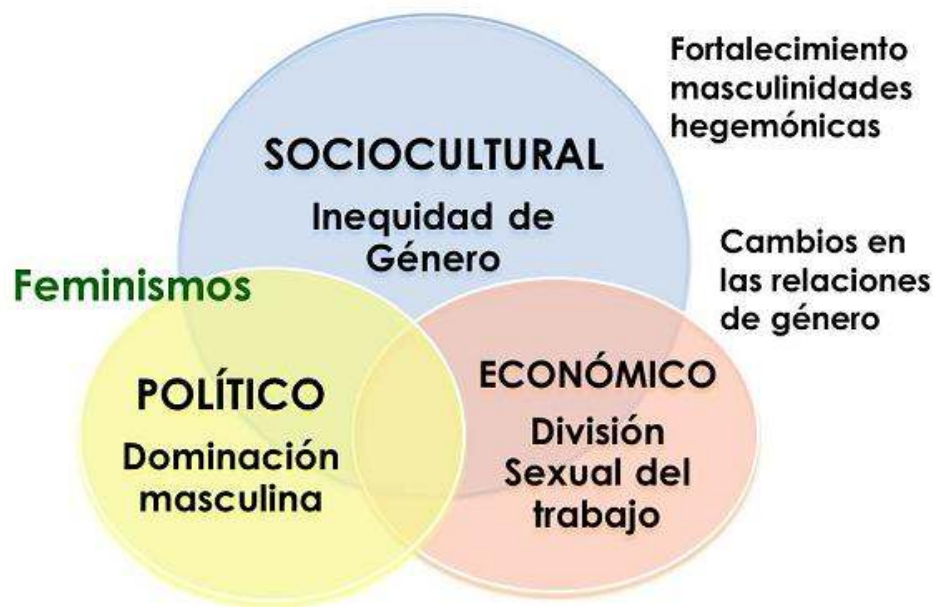 Fortalecimiento
masculinidades
hegemónicas
SOCIOCULTURAL
Inequidad de
Género
Cambios en
las relaciones
de género
Feminismos
POLÍTICO
Dominación
masculina
ECONÓMICO
División
Sexual del
trabajo